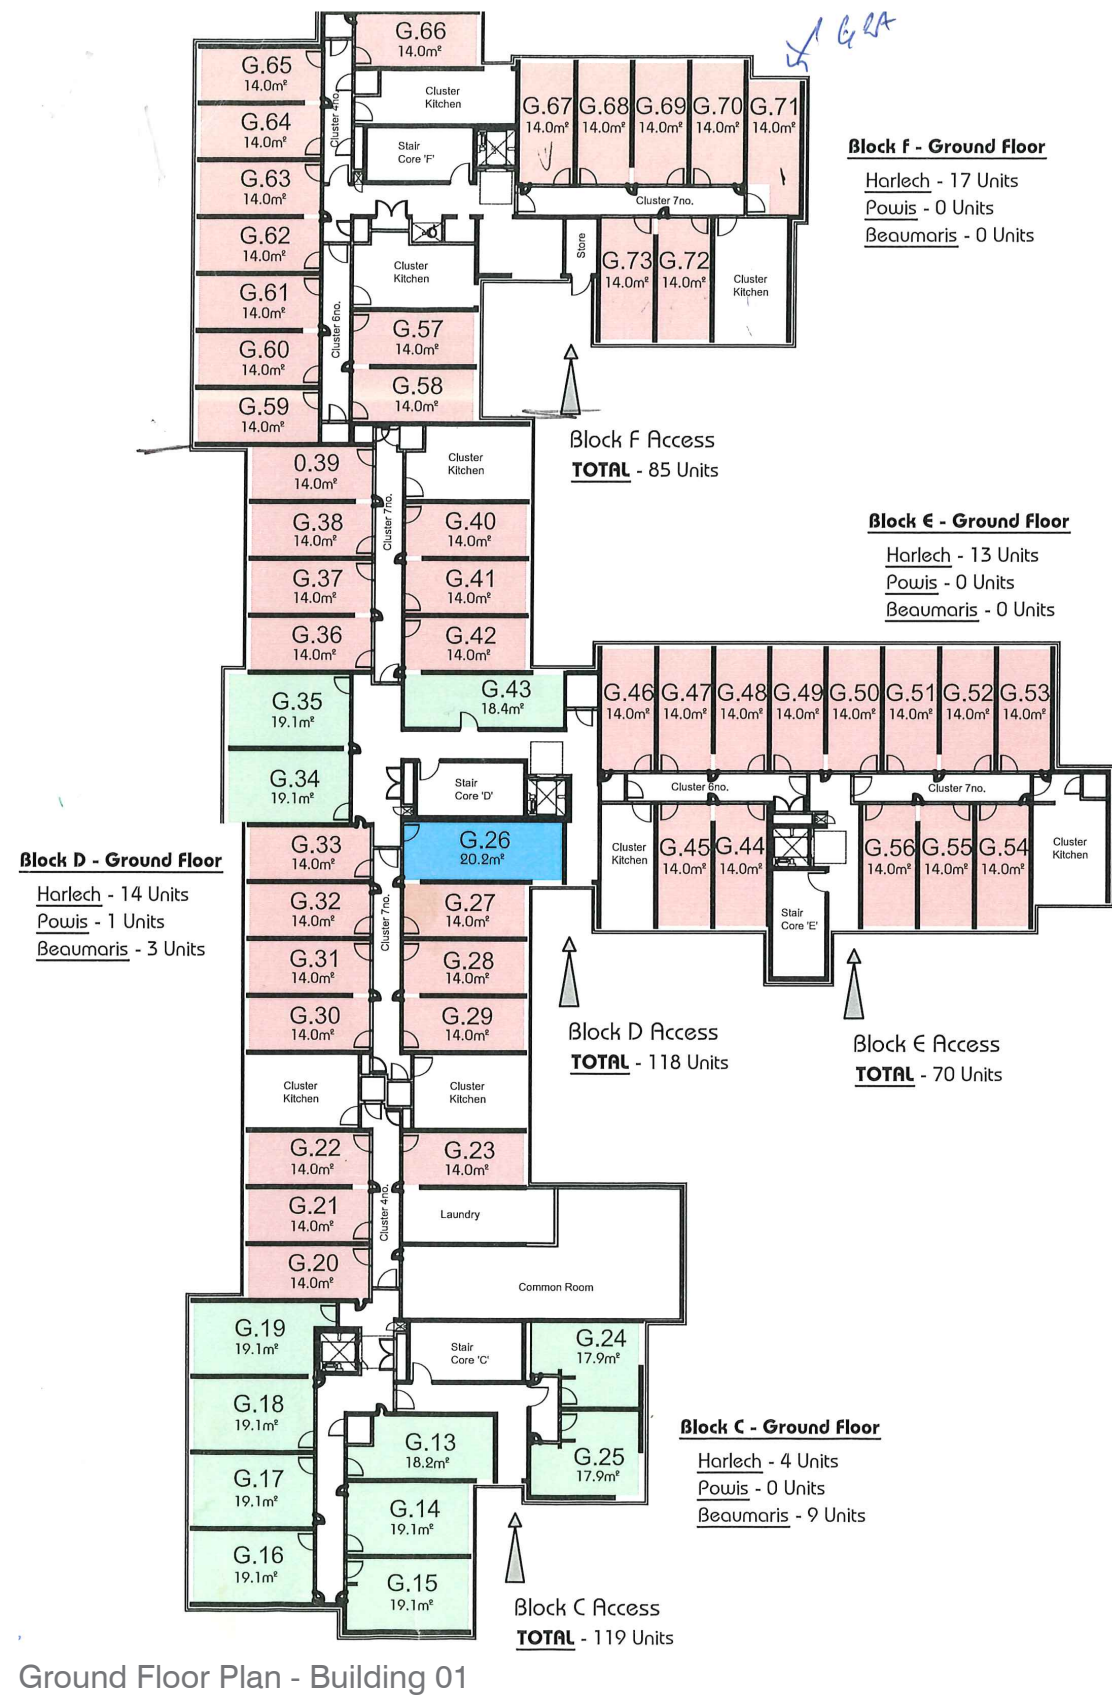 G.66
14.0m²
G.65
14.0m²
Cluster
Kitchen
G.67 G.68 G.69 G.70 G.71
14.0m² 14.0m² 14.0m² 14.0m² 14.0m²
Cluster 4no.
G.64
14.0m²
Stair
Core 'F'
G.63
14.0m²
Cluster 7no.
G.62
14.0m²
Cluster
Kitchen
Store
G.73 G.72
14.0m² 14.0m²
Cluster
Kitchen
G.61
14.0m²
Cluster 6no.
G.57
14.0m²
G.60
14.0m²
G.58
14.0m²
G.59
14.0m²
Block F - Ground Floor
Harlech - 17 Units
Powis - 0 Units
Beaumaris - 0 Units
Block F Access
TOTAL - 85 Units
0.39
14.0m²
Cluster
Kitchen
Cluster 7no.
G.38
14.0m²
G.40
14.0m²
G.37
14.0m²
G.41
14.0m²
G.36
14.0m²
G.42
14.0m²
Block E - Ground Floor
Harlech - 13 Units
Powis - 0 Units
Beaumaris - 0 Units
G.35
19.1m²
G.43
18.4m²
G.46 G.47 G.48 G.49 G.50 G.51 G.52 G.53
14.0m² 14.0m² 14.0m² 14.0m² 14.0m² 14.0m² 14.0m² 14.0m²
G.34
19.1m²
Stair
Core 'D'
Cluster 6no.
Cluster 7no.
G.33
14.0m²
G.26
20.2m²
Cluster
Kitchen
G.45 G.44
14.0m² 14.0m²
G.56 G.55 G.54
14.0m² 14.0m² 14.0m²
Cluster
Kitchen
Stair
Core 'E'
Block D - Ground Floor
Harlech - 14 Units
Powis - 1 Units
Beaumaris - 3 Units
G.32
14.0m²
Cluster 7no.
G.27
14.0m²
G.31
14.0m²
G.28
14.0m²
G.30
14.0m²
G.29
14.0m²
Block D Access
TOTAL - 118 Units
Block E Access
TOTAL - 70 Units
Cluster
Kitchen
Cluster
Kitchen
G.22
14.0m²
G.23
14.0m²
G.21
14.0m²
Cluster 4no.
Laundry
G.20
14.0m²
Common Room
G.19
19.1m²
Stair
Core 'C'
G.24
17.9m²
G.18
19.1m²
G.13
18.2m²
G.25
17.9m²
G.17
19.1m²
G.14
19.1m²
G.16
19.1m²
G.15
19.1m²
Block C - Ground Floor
Harlech - 4 Units
Powis - 0 Units
Beaumaris - 9 Units
Block C Access
TOTAL - 119 Units
Ground Floor Plan - Building 01